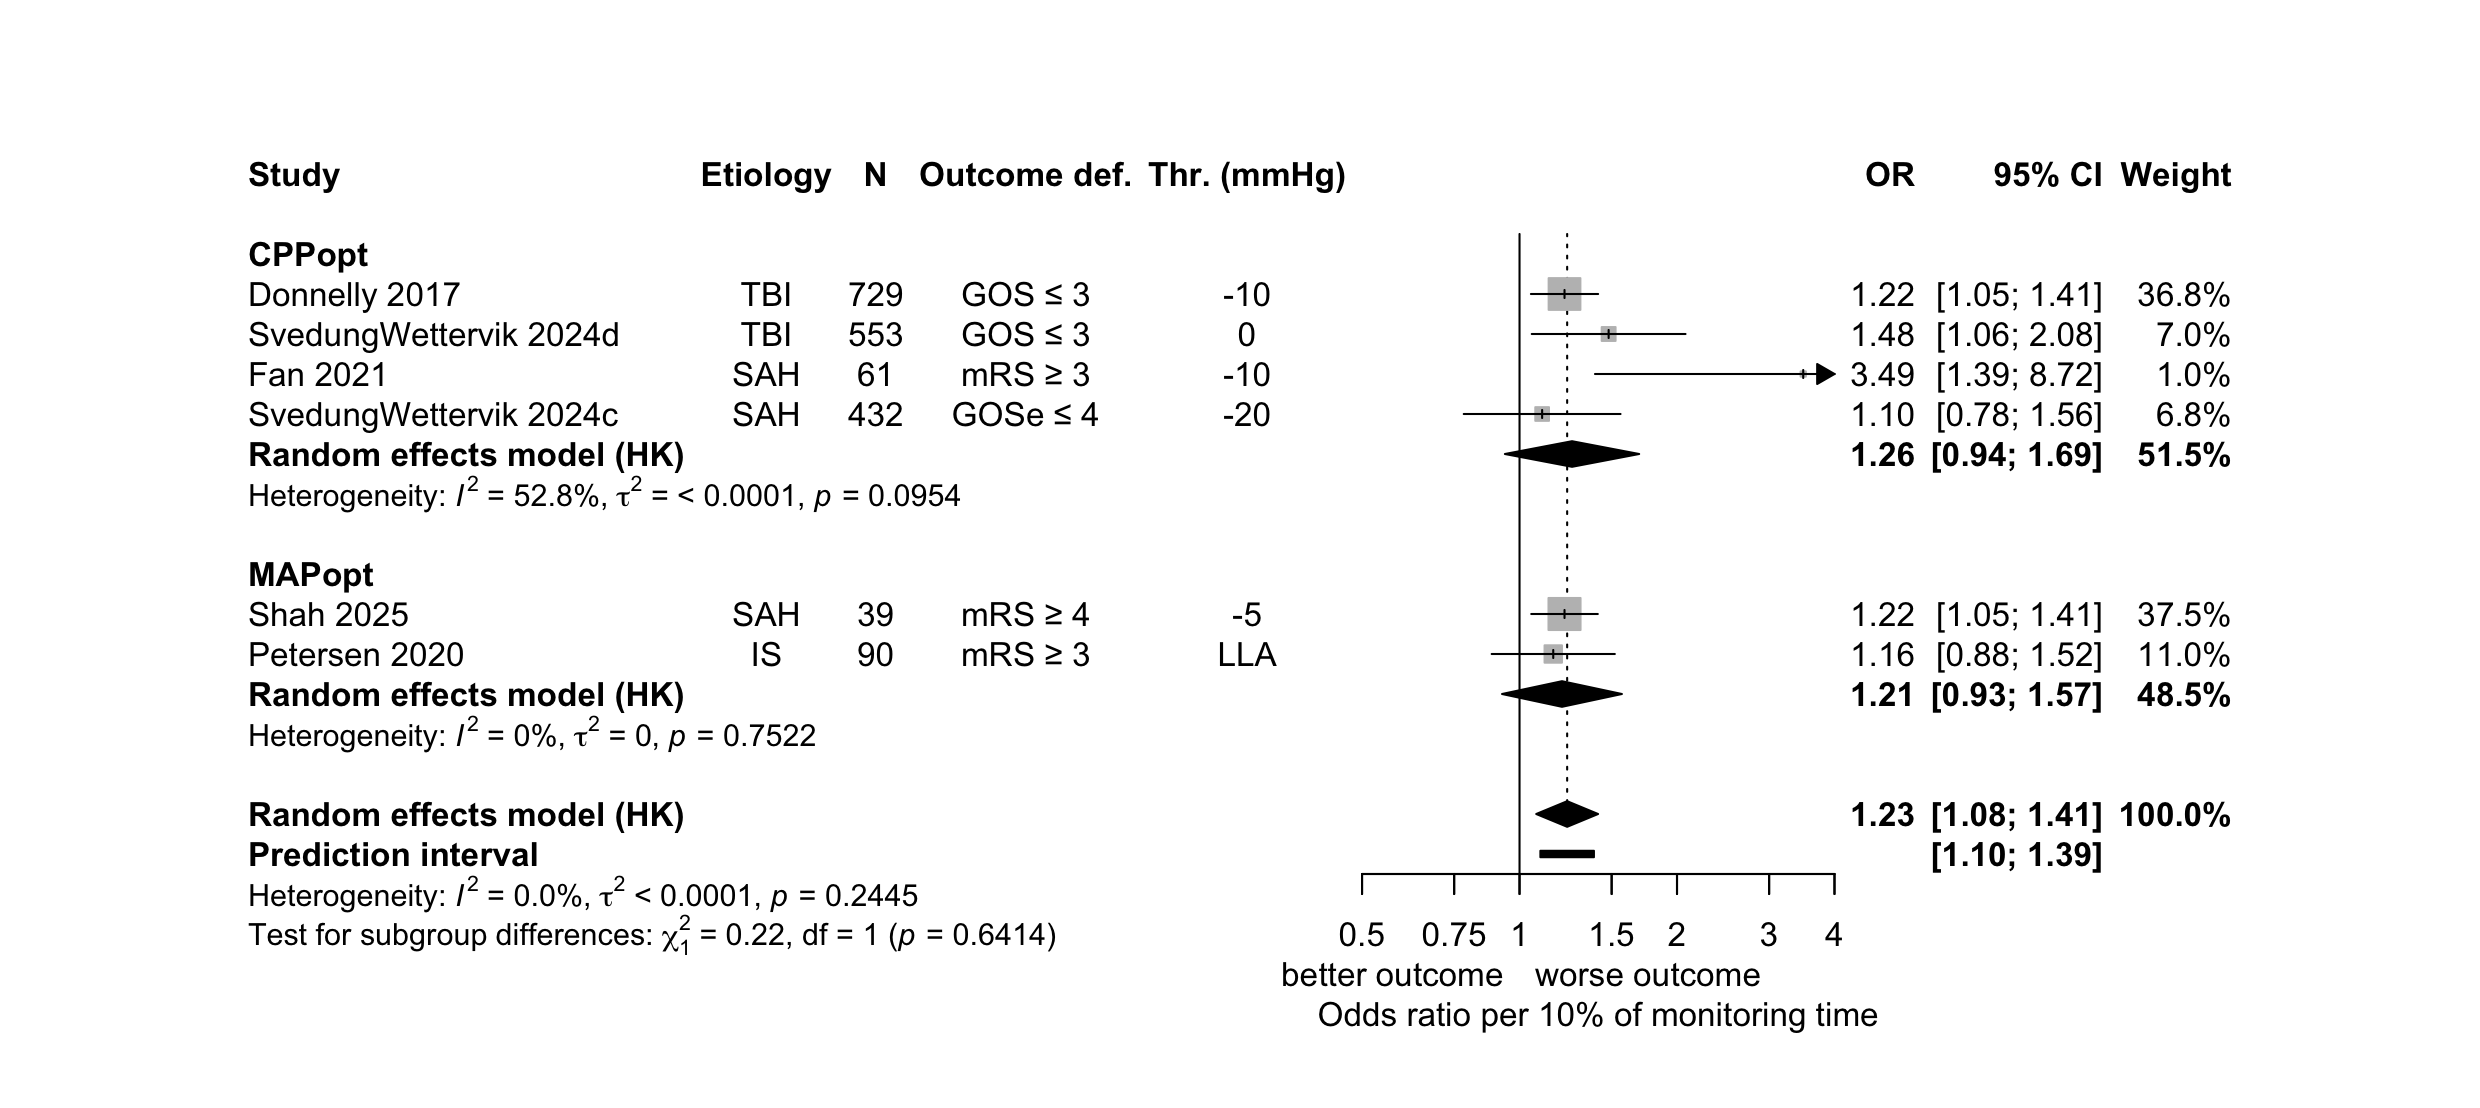 Study Etiology N Outcome def. Thr. (mmHg) OR 95% CI Weight
CPPopt
Donnelly 2017 TBI 729 GOS ≤ 3 -10 1.22 [1.05; 1.41] 36.8%
SvedungWettervik 2024d TBI 553 GOS ≤ 3 0 1.48 [1.06; 2.08] 7.0%
Fan 2021 SAH 61 mRS ≥ 3 -10 3.49 [1.39; 8.72] 1.0%
SvedungWettervik 2024c SAH 432 GOSe ≤ 4 -20 1.10 [0.78; 1.56] 6.8%
Random effects model (HK) 1.26 [0.94; 1.69] 51.5%
Heterogeneity: I² = 52.8%, τ² = < 0.0001, p = 0.0954
MAPopt
Shah 2025 SAH 39 mRS ≥ 4 -5 1.22 [1.05; 1.41] 37.5%
Petersen 2020 IS 90 mRS ≥ 3 LLA 1.16 [0.88; 1.52] 11.0%
Random effects model (HK) 1.21 [0.93; 1.57] 48.5%
Heterogeneity: I² = 0%, τ² = 0, p = 0.7522
Random effects model (HK) 1.23 [1.08; 1.41] 100.0%
Prediction interval [1.10; 1.39]
Heterogeneity: I² = 0.0%, τ² < 0.0001, p = 0.2445
Test for subgroup differences: χ₁² = 0.22, df = 1 (p = 0.6414)
0.5 0.75 1 1.5 2 3 4
better outcome worse outcome
Odds ratio per 10% of monitoring time